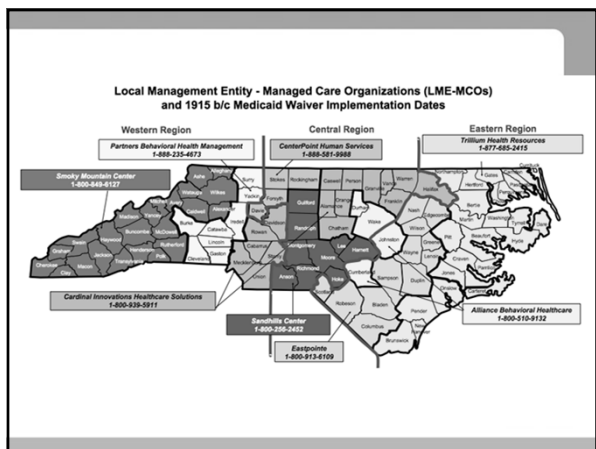 Local Management Entity - Managed Care Organizations (LME-MCOs)
and 1915 b/c Medicaid Waiver Implementation Dates
Western Region
Central Region
Eastern Region
Partners Behavioral Health Management
1-888-235-4673
CenterPoint Human Services
1-888-581-9988
Trillium Health Resources
1-877-685-2415
Smoky Mountain Center
1-800-849-6127
Cardinal Innovations Healthcare Solutions
1-800-939-5911
Sandhills Center
1-800-256-2452
Eastpointe
1-800-913-6109
Alliance Behavioral Healthcare
1-800-510-9132
Ashe
Alleghany
Surry
Stokes
Rockingham
Caswell
Person
Warren
Northampton
Gates
Hertford
Halifax
Watauga
Wilkes
Yadkin
Forsyth
Guilford
Orange
Franklin
Bertie
Mitchell
Avery
Caldwell
Alexander
Iredell
Davie
Davidson
Randolph
Chatham
Wake
Nash
Edgecombe
Martin
Washington
Tyrrell
Dare
Madison
Yancey
Burke
Catawba
Rowan
Wilson
Pitt
Beaufort
Hyde
Haywood
Buncombe
McDowell
Lincoln
Cabarrus
Montgomery
Moore
Lee
Harnett
Johnston
Wayne
Greene
Lenoir
Craven
Pamlico
Graham
Swain
Jackson
Henderson
Rutherford
Polk
Cleveland
Gaston
Mecklenburg
Union
Anson
Richmond
Hoke
Cumberland
Sampson
Duplin
Jones
Onslow
Carteret
Cherokee
Clay
Macon
Transylvania
Robeson
Bladen
Pender
Columbus
Brunswick
New
Hanover